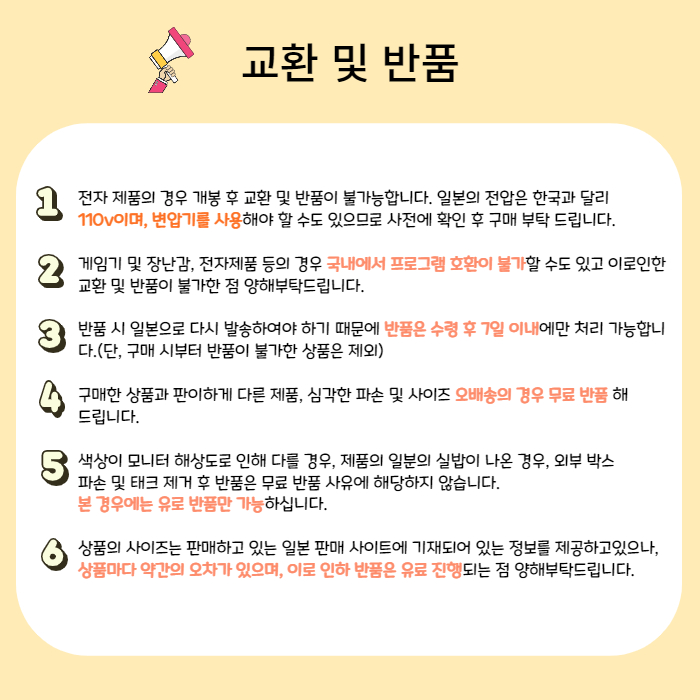 교환 및 반품
1 전자 제품의 경우 개봉 후 교환 및 반품이 불가능합니다. 일본의 전압은 한국과 달리
110v이며, 변압기를 사용해야 할 수도 있으므로 사전에 확인 후 구매 부탁 드립니다.
2 게임기 및 장난감, 전자제품 등의 경우 국내에서 프로그램 호환이 불가할 수도 있고 이로인한
교환 및 반품이 불가한 점 양해부탁드립니다.
3 반품 시 일본으로 다시 발송하여야 하기 때문에 반품은 수령 후 7일 이내에만 처리 가능합니
다.(단, 구매 시부터 반품이 불가한 상품은 제외)
4 구매한 상품과 판이하게 다른 제품, 심각한 파손 및 사이즈 오배송의 경우 무료 반품 해
드립니다.
5 색상이 모니터 해상도로 인해 다를 경우, 제품의 일분의 실밥이 나온 경우, 외부 박스
파손 및 태크 제거 후 반품은 무료 반품 사유에 해당하지 않습니다.
본 경우에는 유로 반품만 가능하십니다.
6 상품의 사이즈는 판매하고 있는 일본 판매 사이트에 기재되어 있는 정보를 제공하고있으나,
상품마다 약간의 오차가 있으며, 이로 인하 반품은 유료 진행되는 점 양해부탁드립니다.